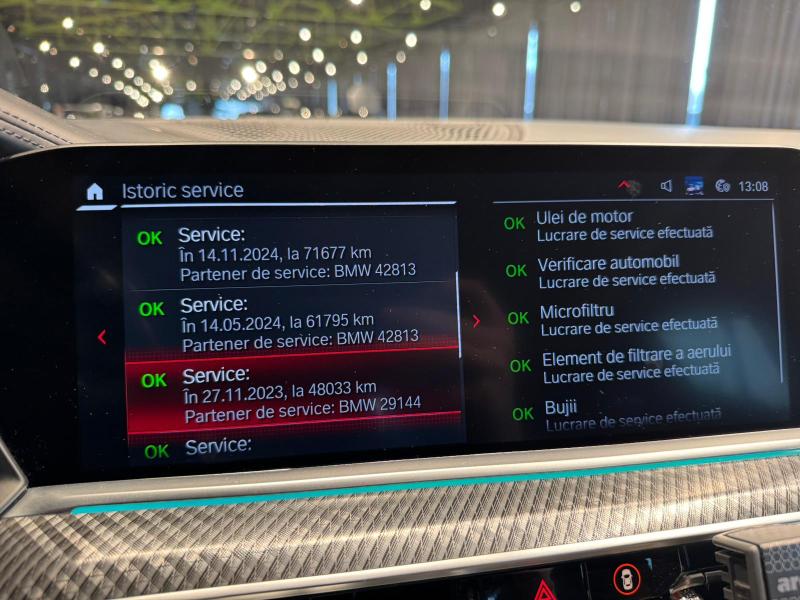 Istoric service
13:08
OK Service:
În 14.11.2024, la 71677 km
Partener de service: BMW 42813
OK Service:
În 14.05.2024, la 61795 km
Partener de service: BMW 42813
OK Service:
În 27.11.2023, la 48033 km
Partener de service: BMW 29144
OK Service:
OK Ulei de motor
Lucrare de service efectuată
OK Verificare automobil
Lucrare de service efectuată
OK Microfiltru
Lucrare de service efectuată
OK Element de filtrare a aerului
Lucrare de service efectuată
OK Bujii
Lucrare de service efectuată